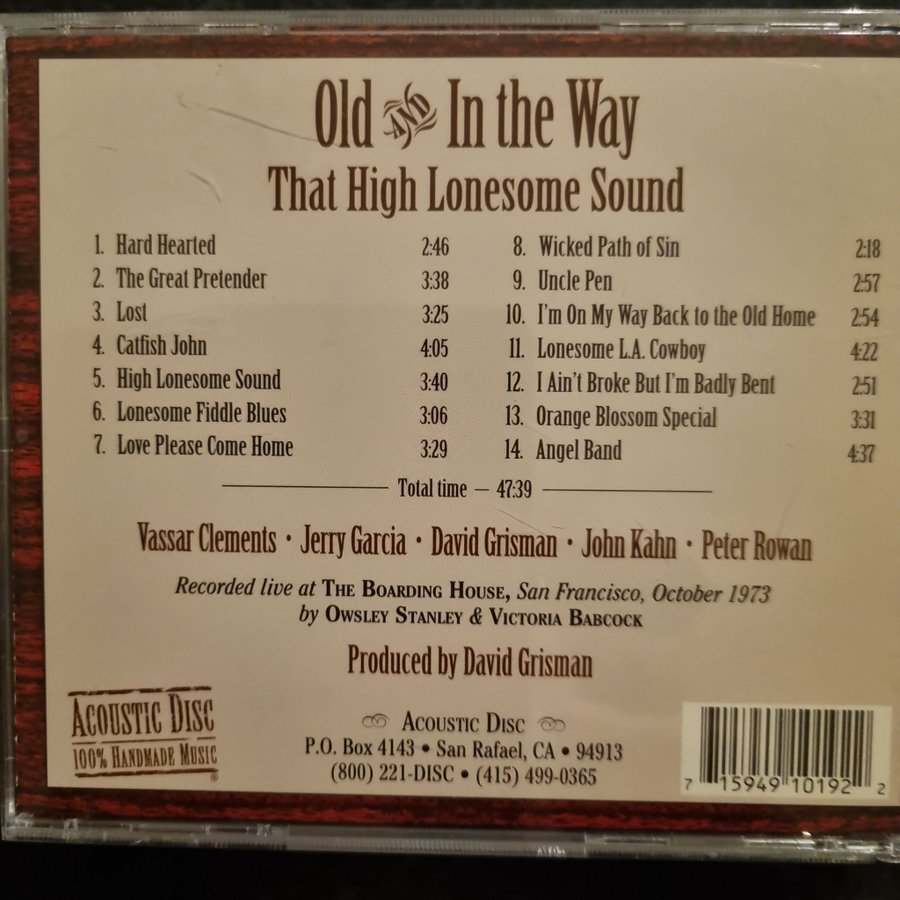 Old AND In the Way
That High Lonesome Sound
1. Hard Hearted 2:46
2. The Great Pretender 3:38
3. Lost 3:25
4. Catfish John 4:05
5. High Lonesome Sound 3:40
6. Lonesome Fiddle Blues 3:06
7. Love Please Come Home 3:29
8. Wicked Path of Sin 2:18
9. Uncle Pen 2:57
10. I'm On My Way Back to the Old Home 2:54
11. Lonesome L.A. Cowboy 4:22
12. I Ain't Broke But I'm Badly Bent 2:51
13. Orange Blossom Special 3:31
14. Angel Band 4:37
Total time — 47:39
Vassar Clements • Jerry Garcia • David Grisman • John Kahn • Peter Rowan
Recorded live at THE BOARDING HOUSE, San Francisco, October 1973
by OWSLEY STANLEY & VICTORIA BABCOCK
Produced by David Grisman
ACOUSTIC DISC
100% HANDMADE MUSIC
®
ACOUSTIC DISC
P.O. Box 4143 • San Rafael, CA • 94913
(800) 221-DISC • (415) 499-0365
7 15949 10192 2